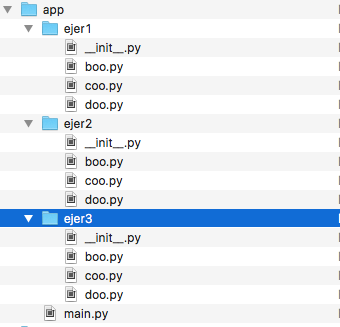 app
ejer1
__init__.py
boo.py
coo.py
doo.py
ejer2
__init__.py
boo.py
coo.py
doo.py
ejer3
__init__.py
boo.py
coo.py
doo.py
main.py